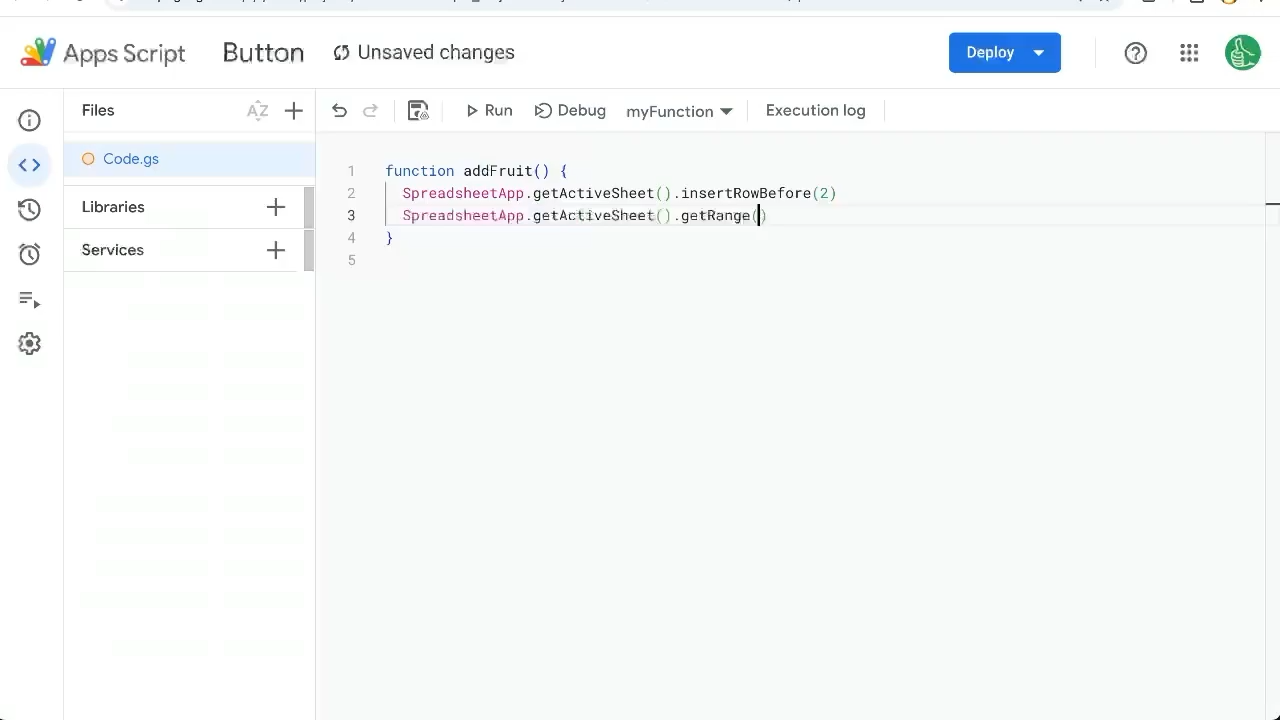 Apps Script Button Unsaved changes Deploy
Files AZ Run Debug myFunction Execution log
Code.gs
Libraries
Services
1 function addFruit() {
2 SpreadsheetApp.getActiveSheet().insertRowBefore(2)
3 SpreadsheetApp.getActiveSheet().getRange()
4 }
5